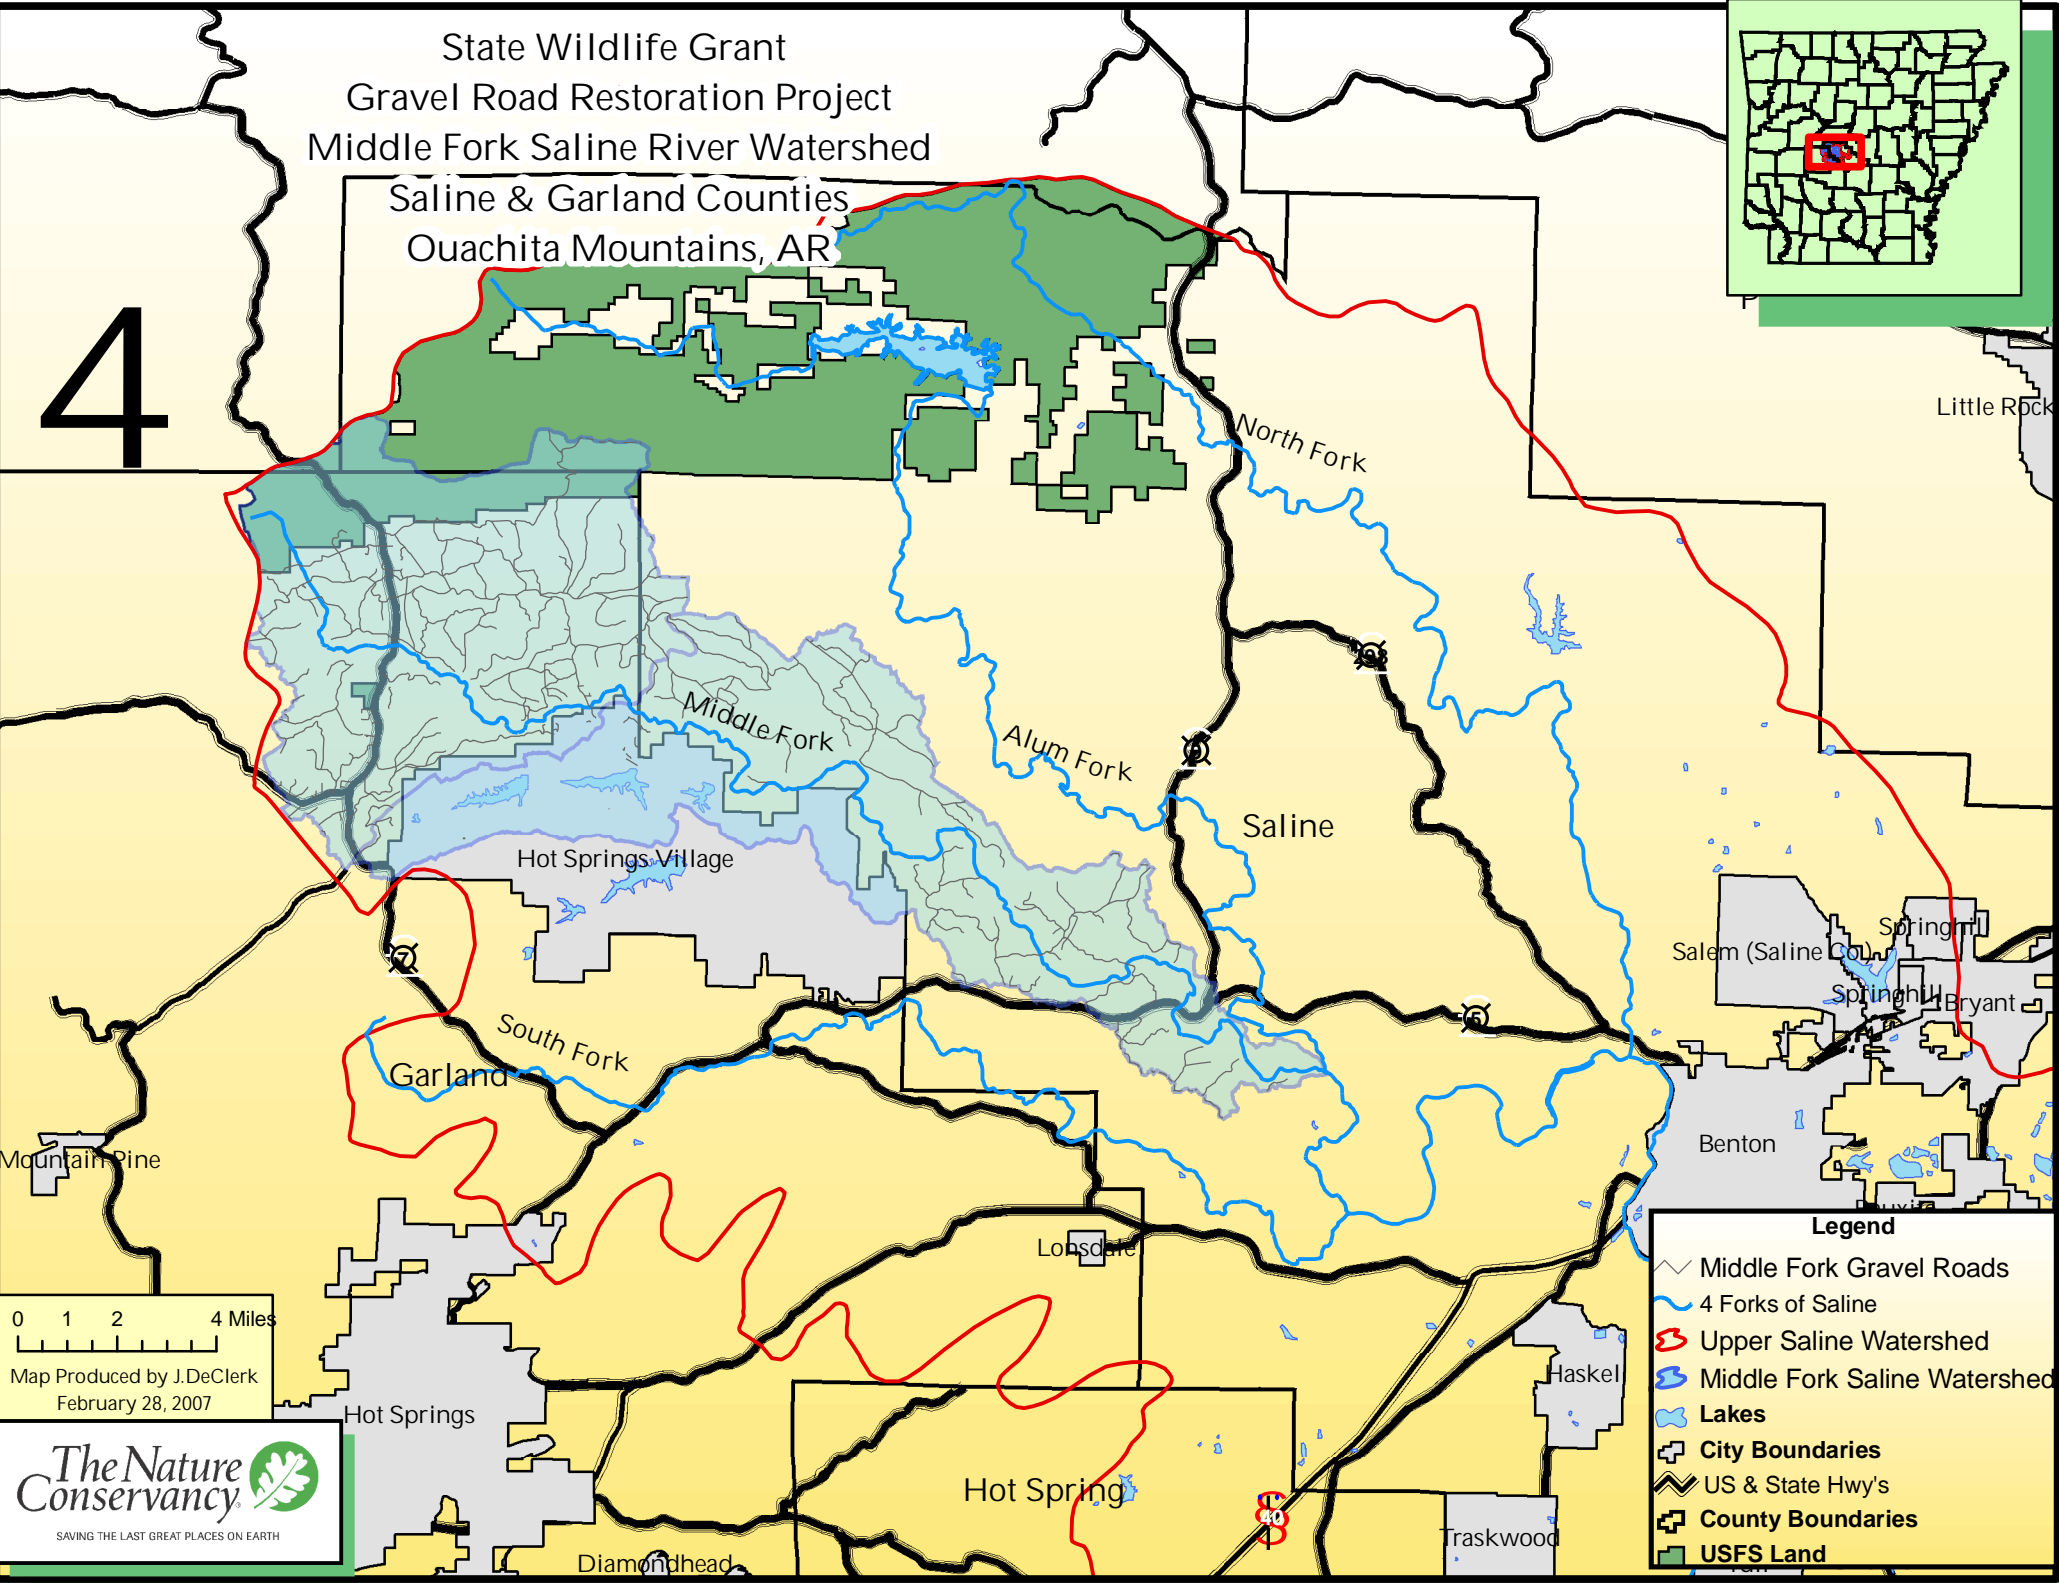 State Wildlife Grant
Gravel Road Restoration Project
Middle Fork Saline River Watershed
Saline & Garland Counties
Ouachita Mountains, AR
4
Little Rock
North Fork
Middle Fork
Alum Fork
Saline
Hot Springs Village
Springhill
Salem (Saline Co.)
Springhill
Bryant
9
7
5
South Fork
Garland
Benton
Mountain Pine
Lonsdale
Haskel
Hot Springs
Hot Spring
40
Traskwood
Diamondhead
0 1 2 4 Miles
Map Produced by J.DeClerk
February 28, 2007
The Nature
Conservancy
SAVING THE LAST GREAT PLACES ON EARTH
Legend
Middle Fork Gravel Roads
4 Forks of Saline
Upper Saline Watershed
Middle Fork Saline Watershed
Lakes
City Boundaries
US & State Hwy's
County Boundaries
USFS Land